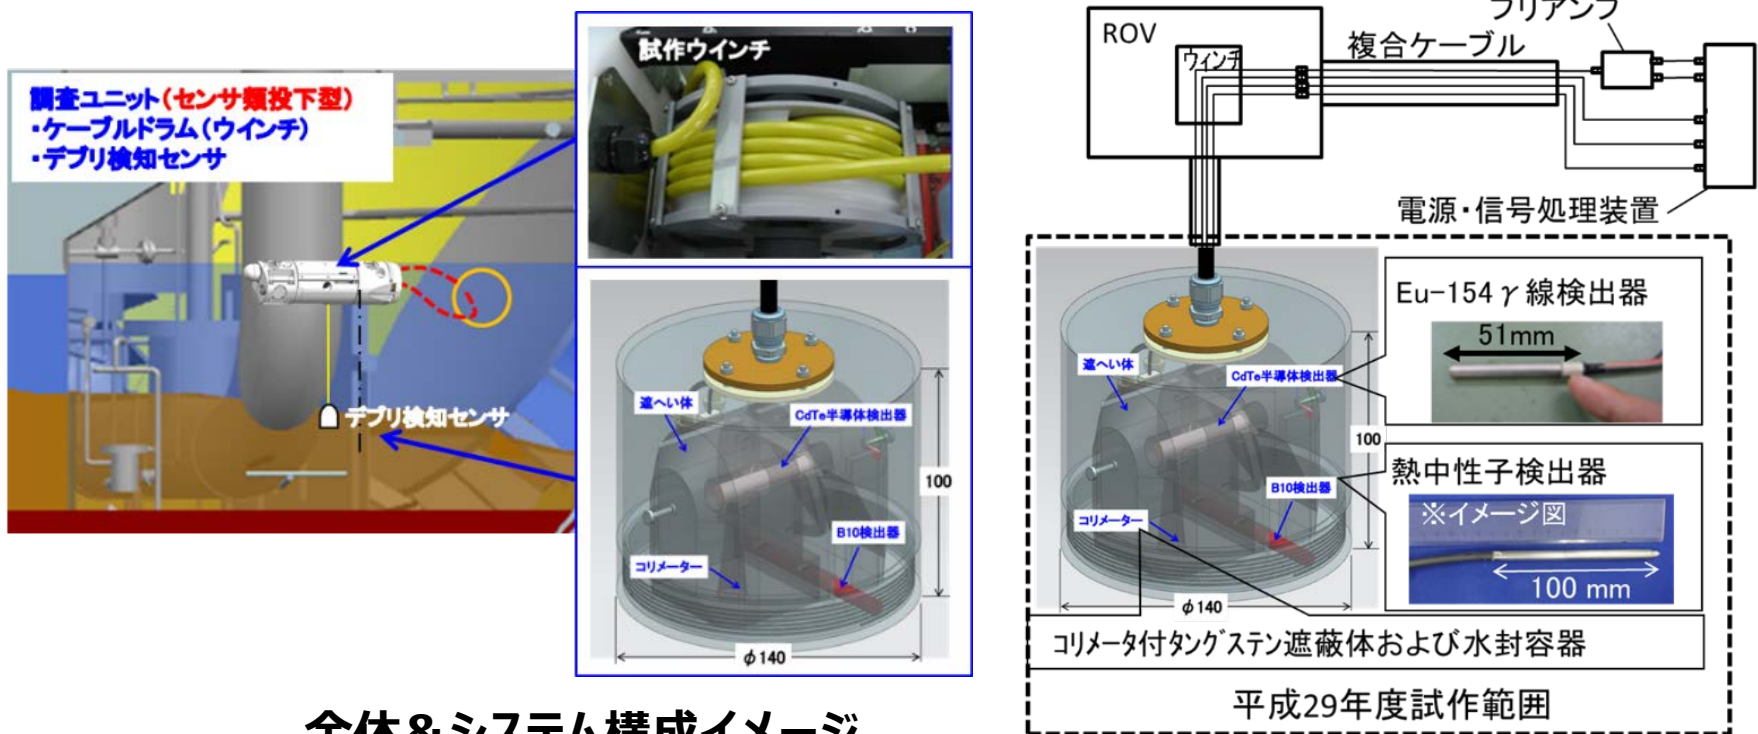 調査ユニット(センサ類投下型)
・ケーブルドラム(ウインチ)
・デブリ検知センサ
デブリ検知センサ
試作ウインチ
遮へい体
CdTe半導体検出器
100
B10検出器
コリメーター
φ140
全体&システム構成イメージ
ROV
ウィンチ
複合ケーブル
プリアンプ
電源・信号処理装置
遮へい体
CdTe半導体検出器
100
B10検出器
コリメーター
φ140
Eu-154γ線検出器
51mm
熱中性子検出器
※イメージ図
100 mm
コリメータ付タングステン遮蔽体および水封容器
平成29年度試作範囲